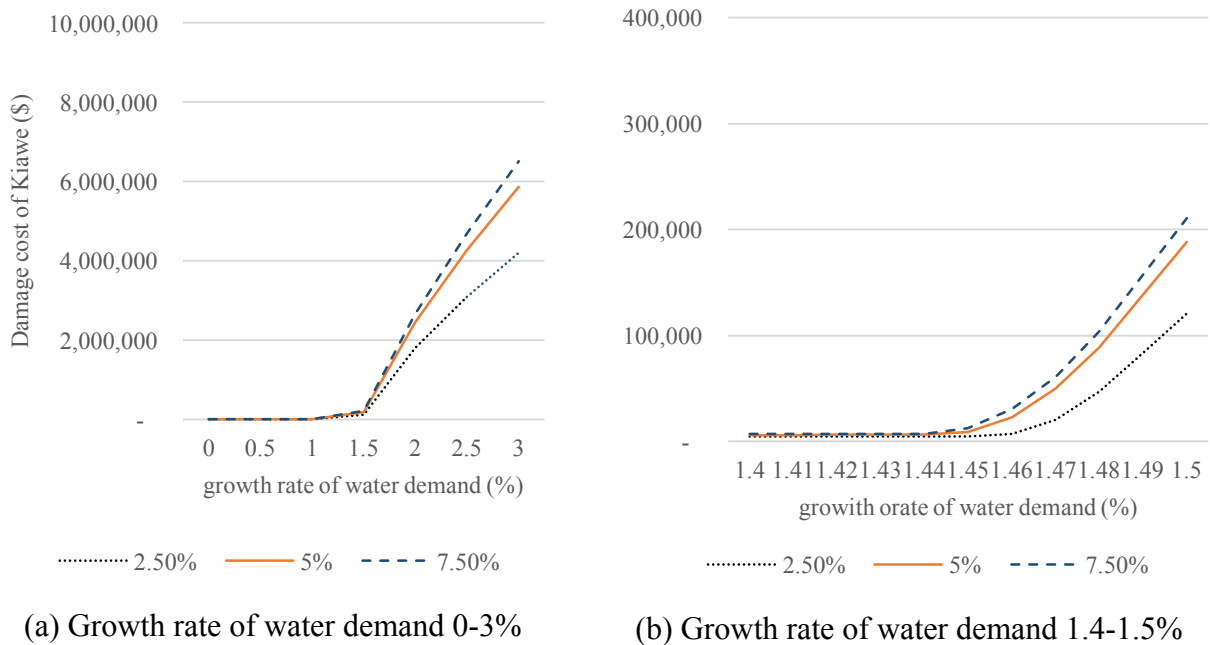 10,000,000
8,000,000
6,000,000
4,000,000
2,000,000
-
Damage cost of Kiawe ($)
0 0.5 1 1.5 2 2.5 3
growth rate of water demand (%)
2.50% 5% 7.50%
(a) Growth rate of water demand 0-3%
400,000
300,000
200,000
100,000
-
1.4 1.41 1.42 1.43 1.44 1.45 1.46 1.47 1.48 1.49 1.5
growith orate of water demand (%)
2.50% 5% 7.50%
(b) Growth rate of water demand 1.4-1.5%